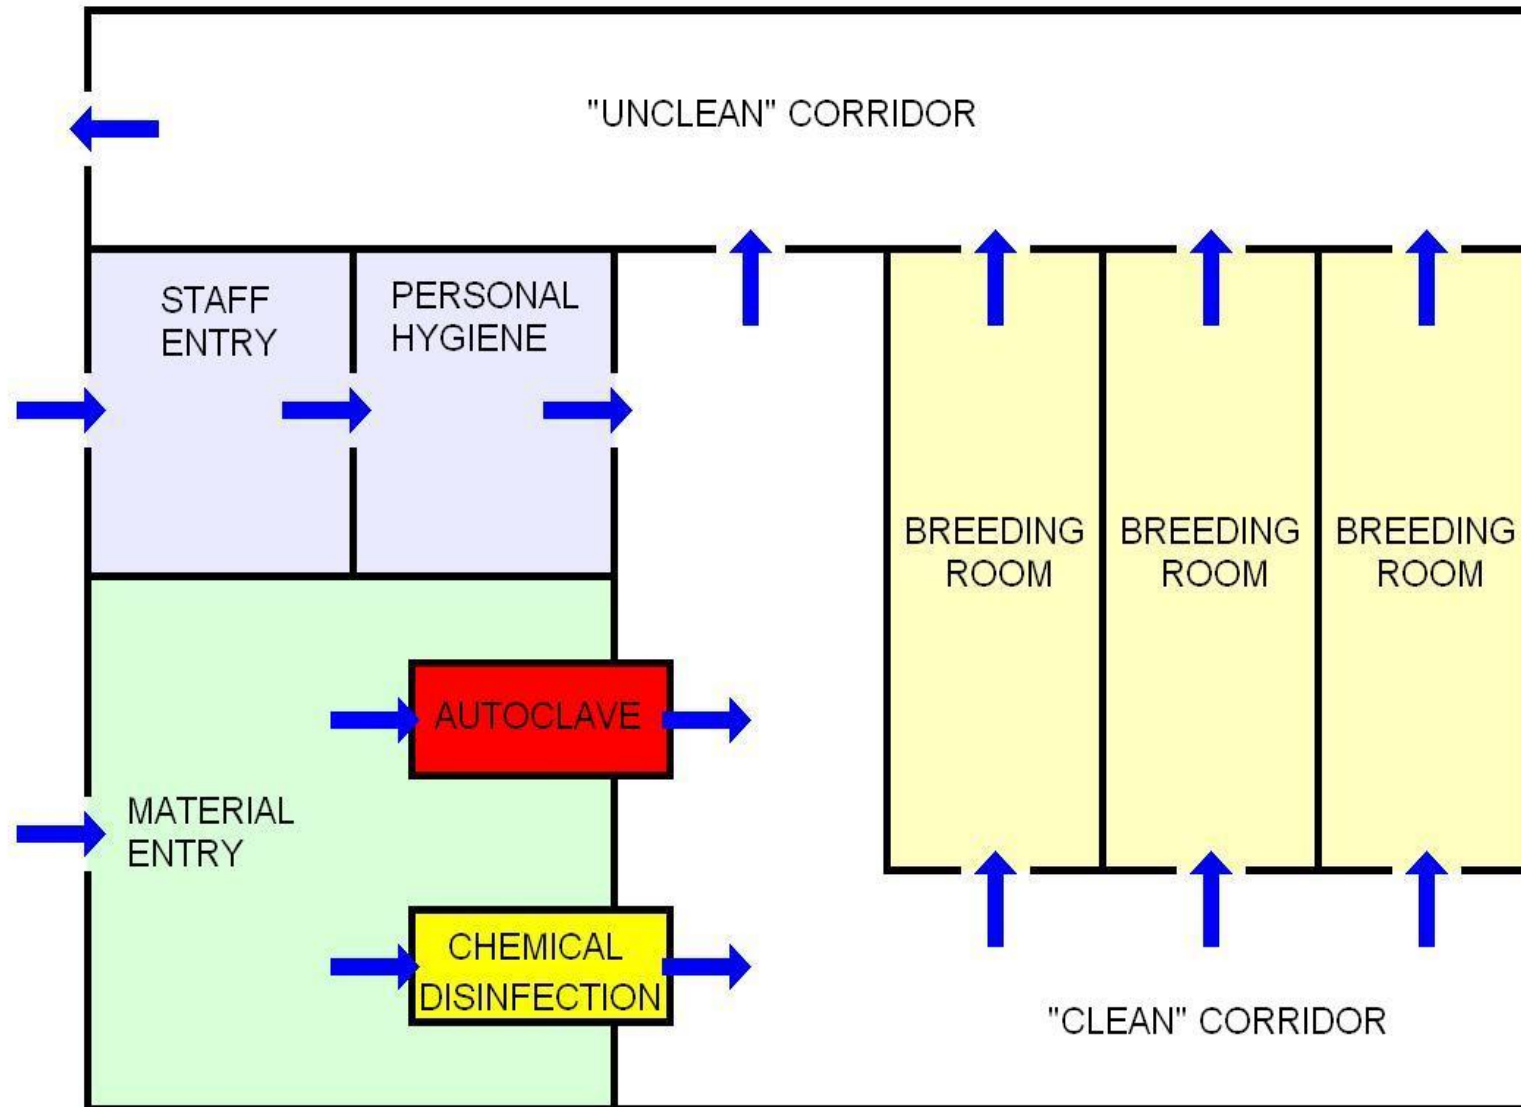 "UNCLEAN" CORRIDOR
STAFF
ENTRY
PERSONAL
HYGIENE
BREEDING
ROOM
BREEDING
ROOM
BREEDING
ROOM
AUTOCLAVE
MATERIAL
ENTRY
CHEMICAL
DISINFECTION
"CLEAN" CORRIDOR